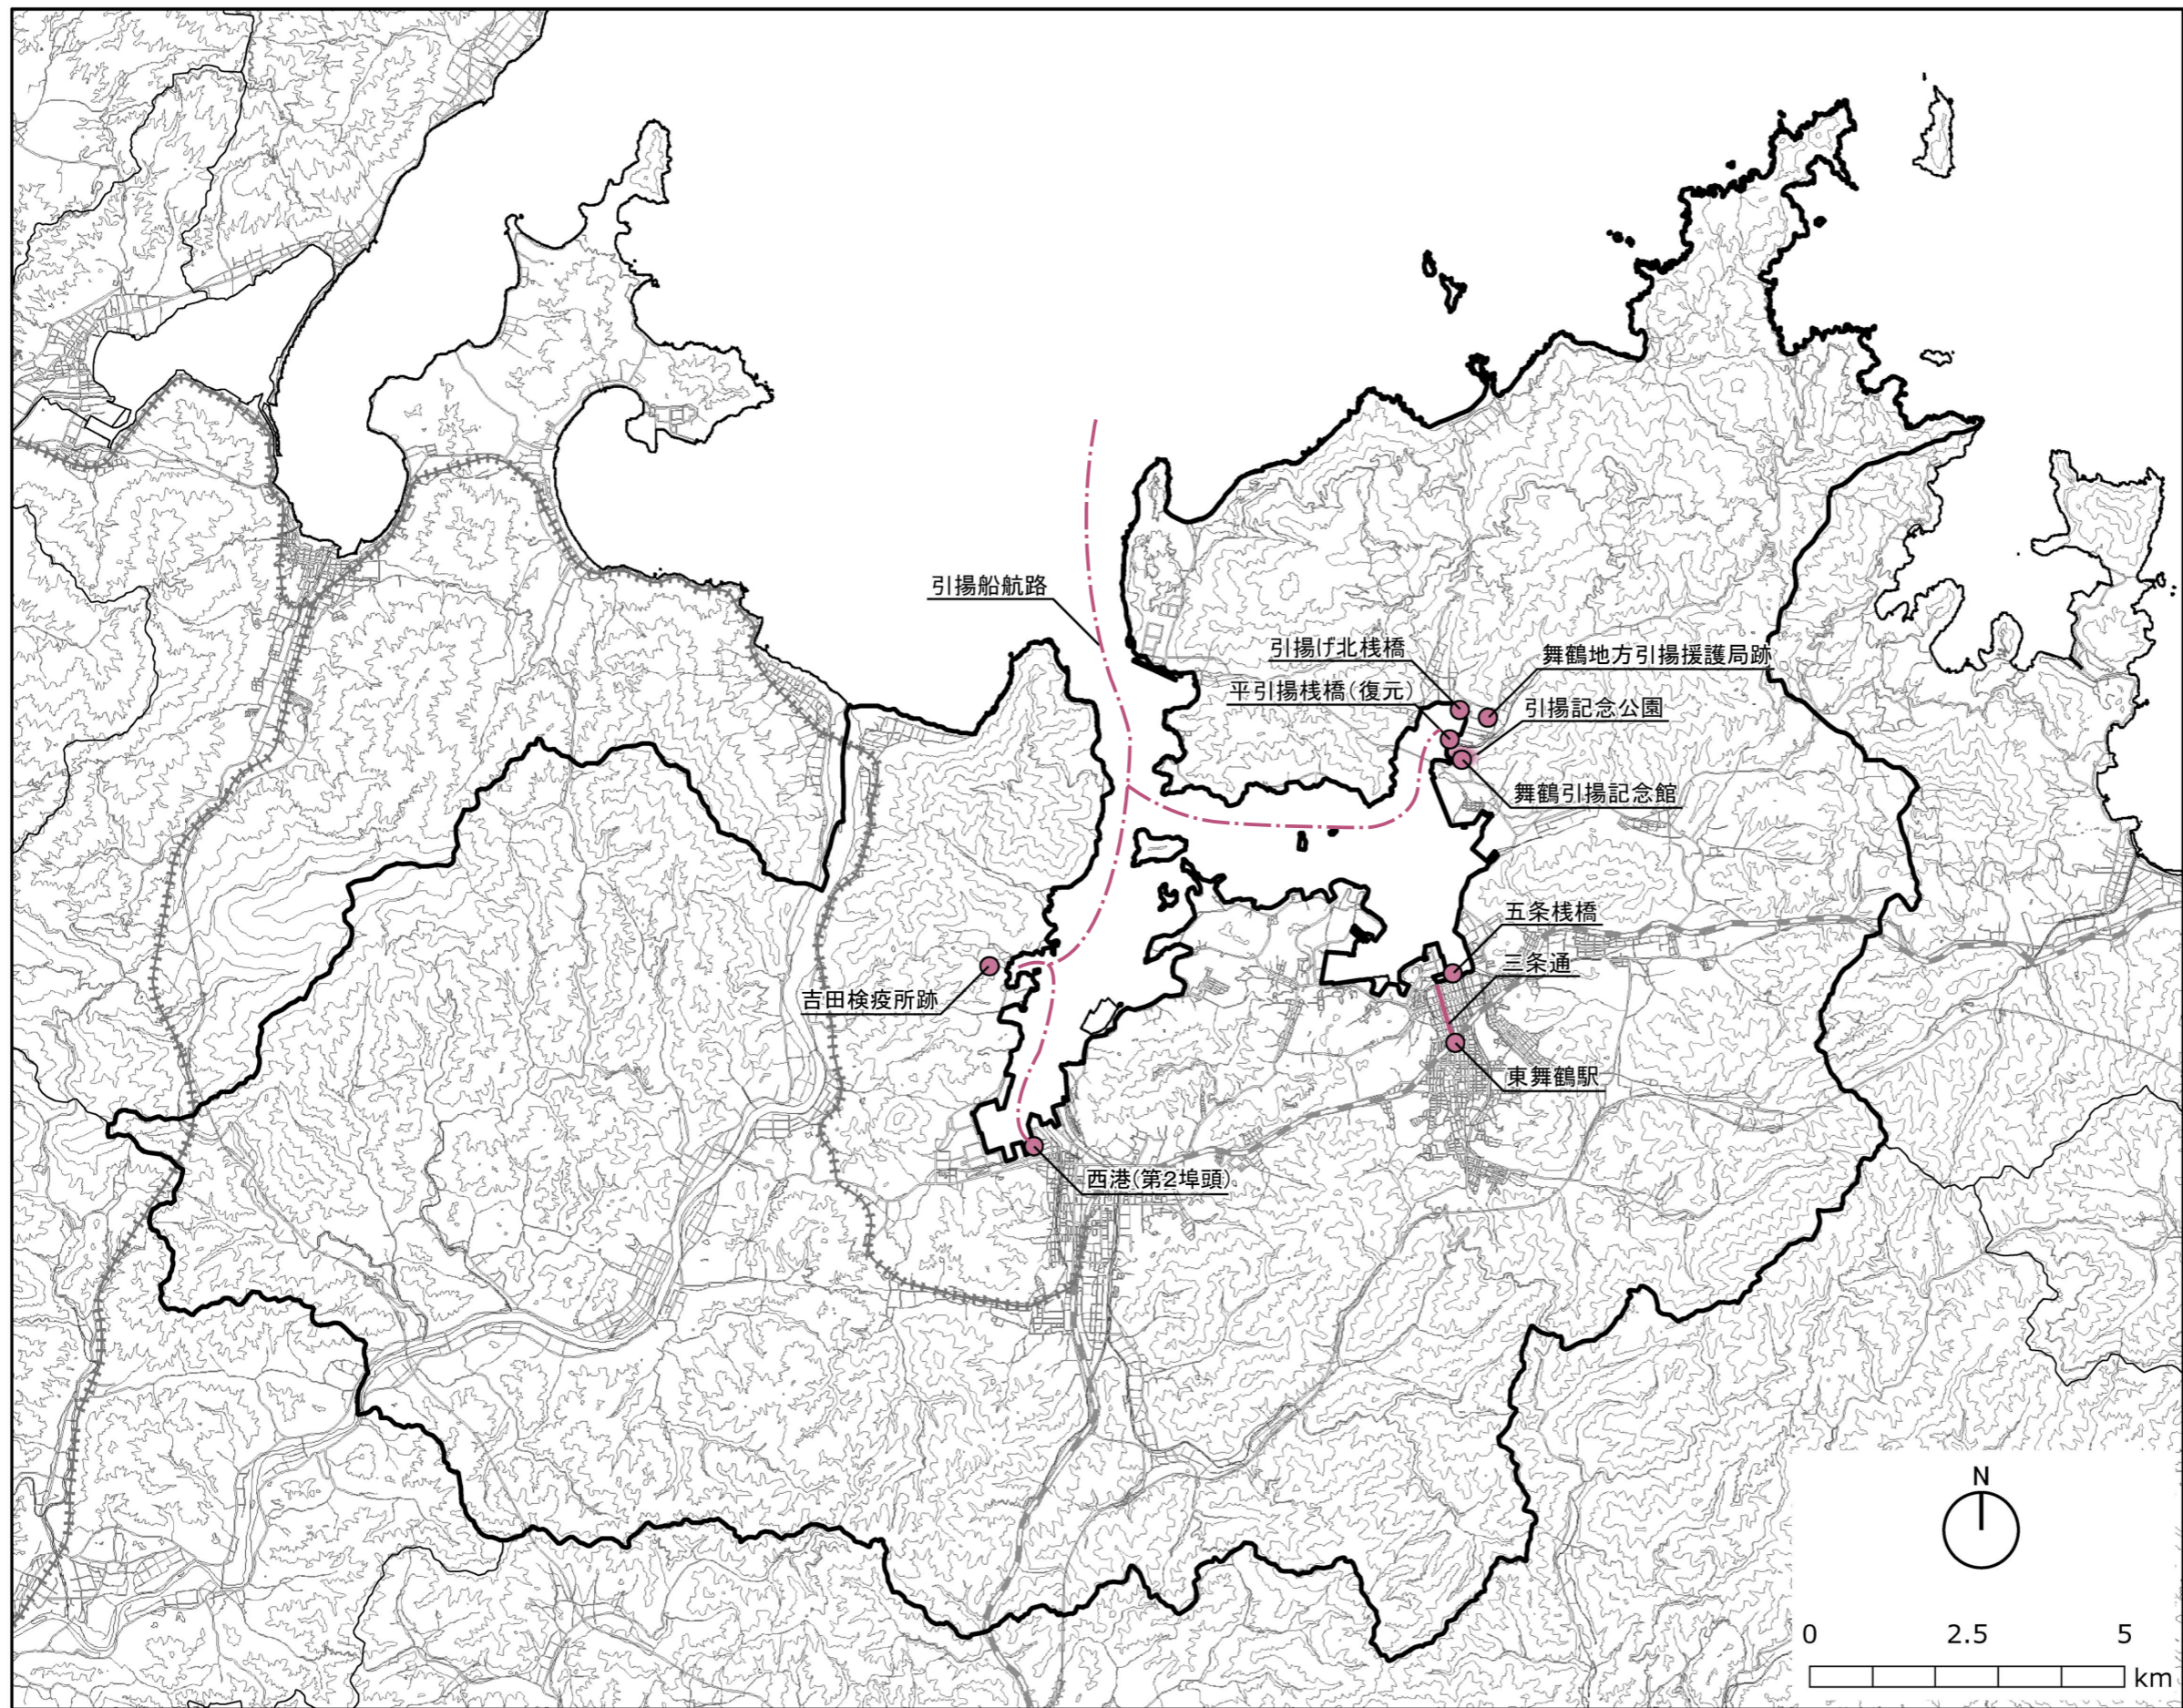 引揚船航路
引揚げ北桟橋
舞鶴地方引揚援護局跡
平引揚桟橋（復元）
引揚記念公園
舞鶴引揚記念館
五条桟橋
三条通
吉田検疫所跡
東舞鶴駅
西港（第2埠頭）
N
0 2.5 5
km